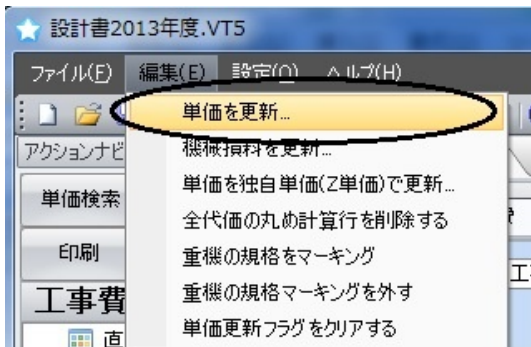 設計書2013年度.VT5
ファイル(F) 編集(E) 設定(O) ヘルプ(H)
単価を更新...
アクションナビ
機械損料を更新...
単価検索
単価を独自単価(Z単価)で更新...
全代価の丸め計算行を削除する
印刷
重機の規格をマーキング
工事費
重機の規格マーキングを外す
直
単価更新フラグをクリアする